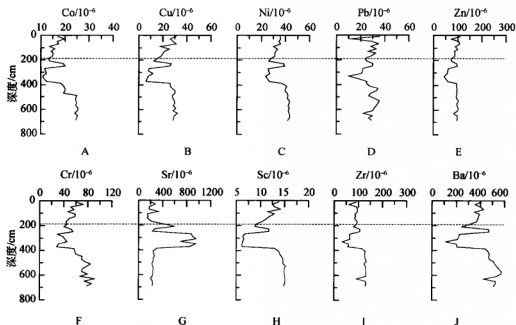 Co/10⁻⁶ Cu/10⁻⁶ Ni/10⁻⁶ Pb/10⁻⁶ Zn/10⁻⁶
10 20 30 40 0 20 40 60 0 20 40 60 0 20 40 60 0 100 200 300
0
200
400
600
800
深度/cm
A B C D E
Cr/10⁻⁶ Sr/10⁻⁶ Sc/10⁻⁶ Zr/10⁻⁶ Ba/10⁻⁶
0 40 80 120 0 400 800 1200 5 10 15 20 0 100 200 300 0 200 400 600
0
200
400
600
800
深度/cm
F G H I J